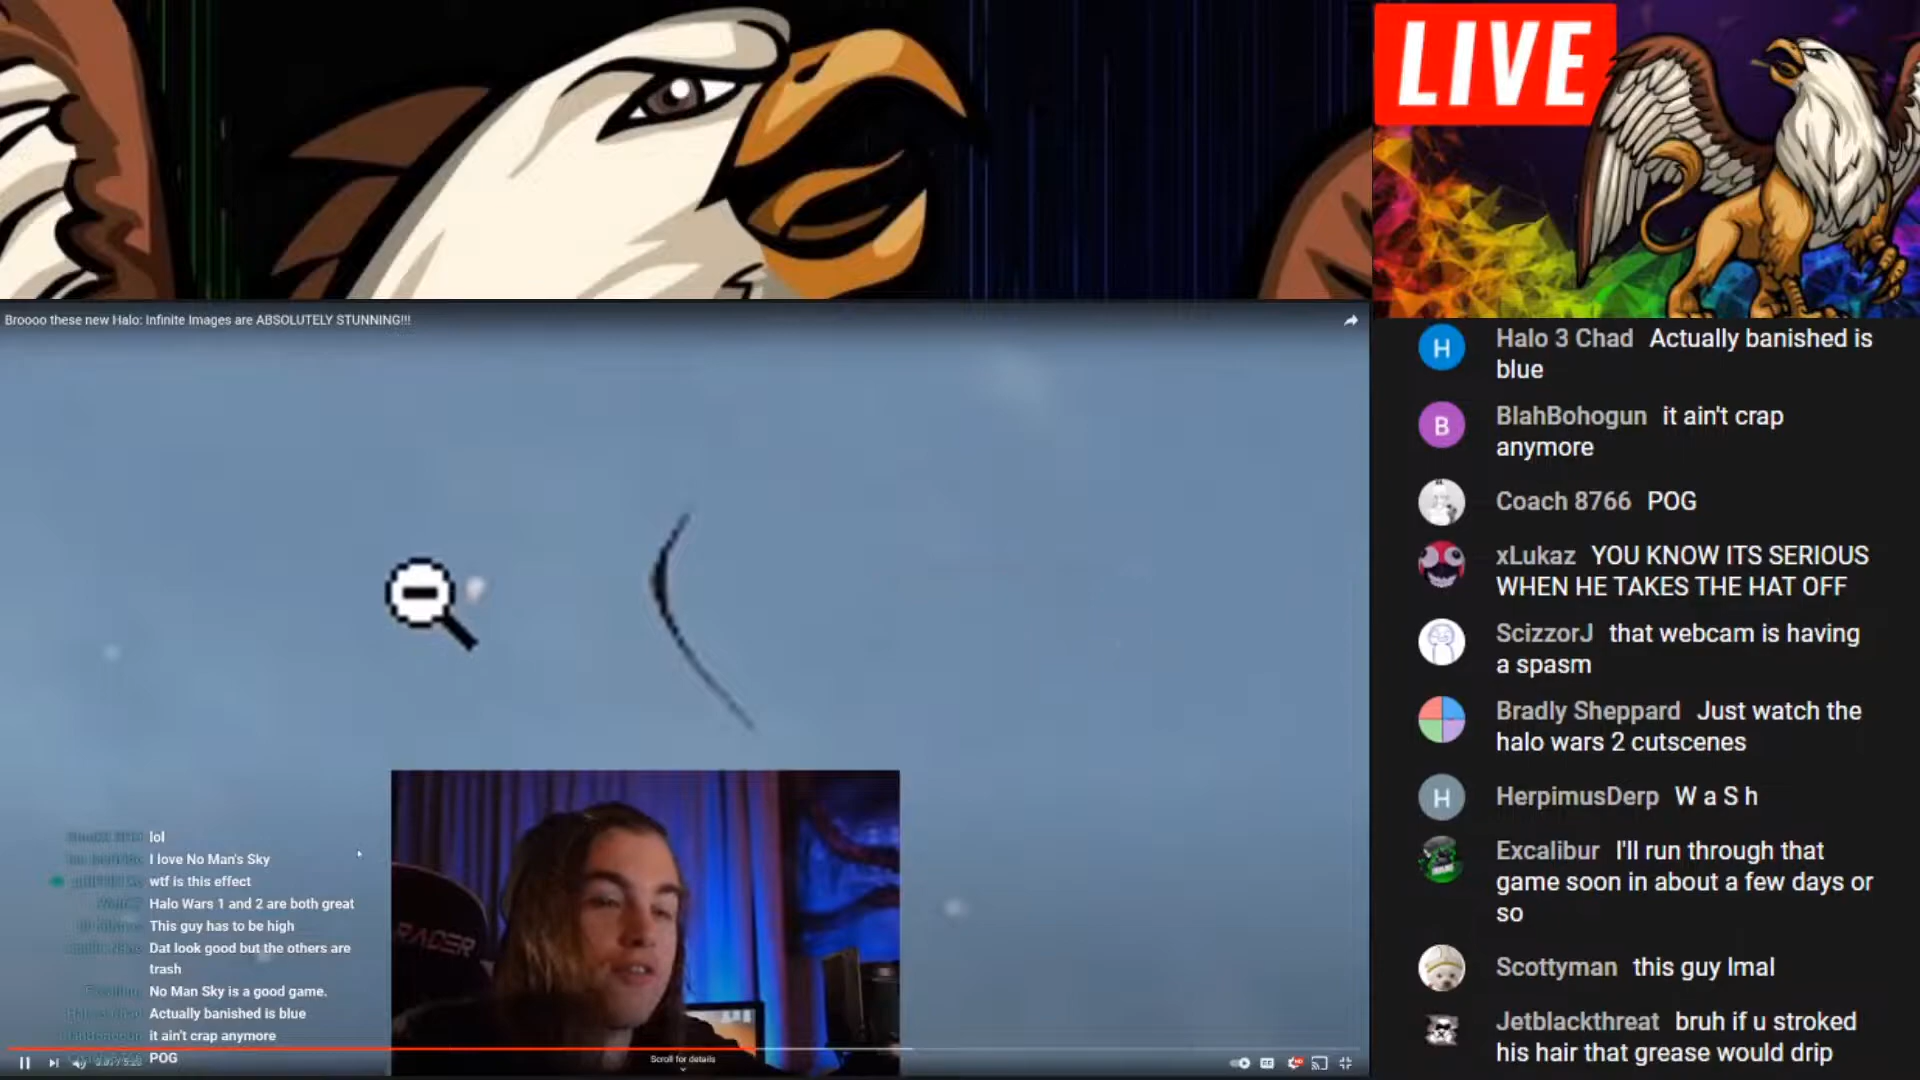 LIVE
Broooo these new Halo: Infinite Images are ABSOLUTELY STUNNING!!!
Halo 3 Chad Actually banished is
blue
BlahBohogun it ain't crap
anymore
Coach 8766 POG
xLukaz YOU KNOW ITS SERIOUS
WHEN HE TAKES THE HAT OFF
ScizzorJ that webcam is having
a spasm
Bradly Sheppard Just watch the
halo wars 2 cutscenes
HerpimusDerp W a S h
Excalibur I'll run through that
game soon in about a few days or
so
Scottyman this guy lmal
Jetblackthreat bruh if u stroked
his hair that grease would drip
lol
I love No Man's Sky
wtf is this effect
Halo Wars 1 and 2 are both great
This guy has to be high
Dat look good but the others are
trash
No Man Sky is a good game.
Actually banished is blue
it ain't crap anymore
POG
Scroll for details